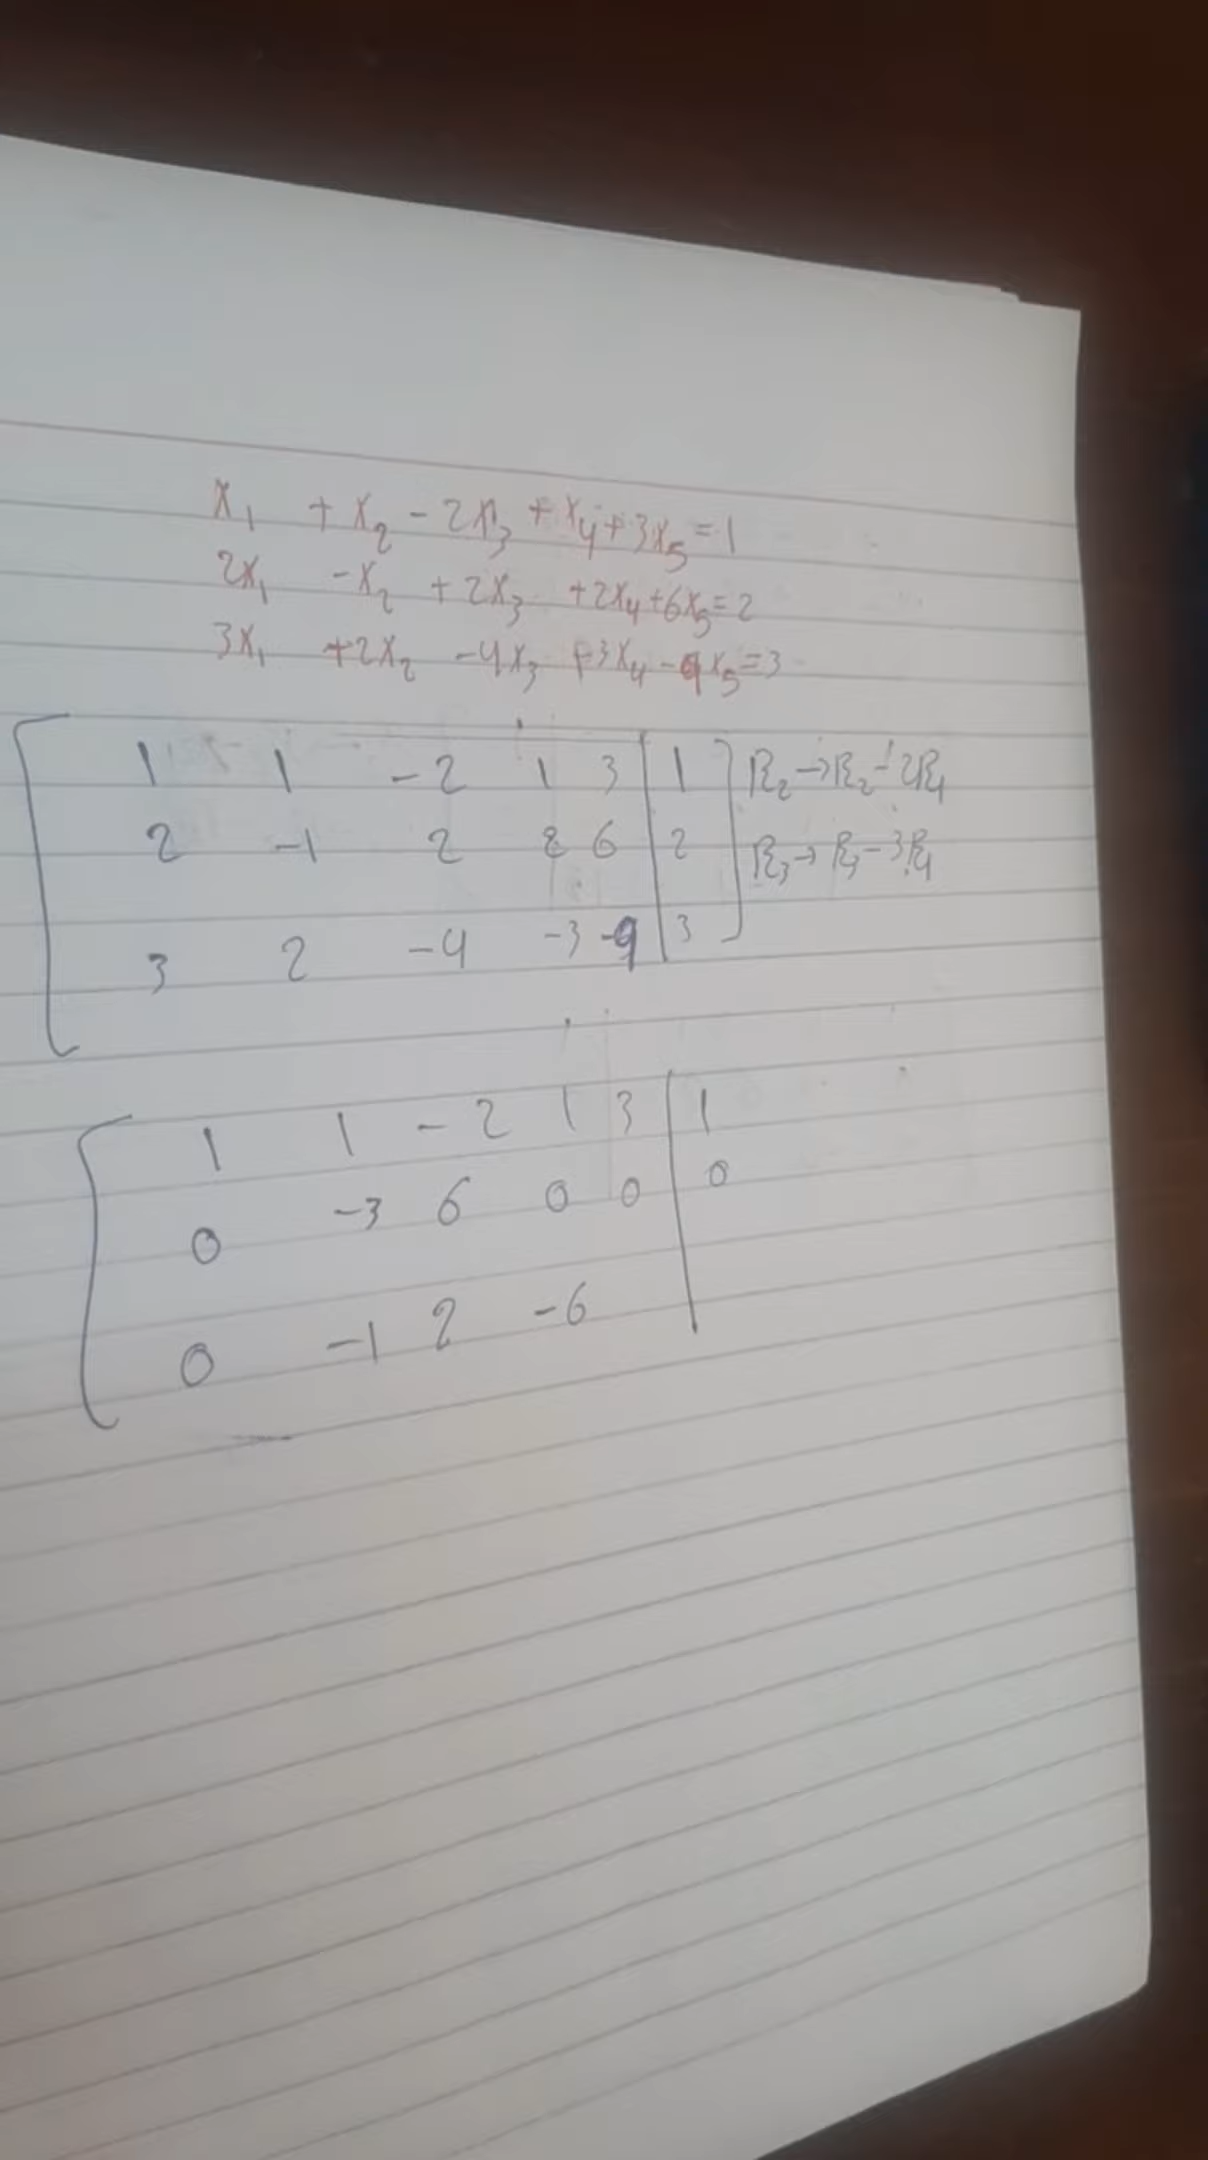 x₁ + x₂ - 2x₃ + x₄ + 3x₅ = 1
2x₁ - x₂ + 2x₃ + 2x₄ + 6x₅ = 2
3x₁ + 2x₂ - 4x₃ + 3x₄ - 9x₅ = 3
[ 1 1 -2 1 3 | 1 ] R₂→R₂-2R₁
2 -1 2 2 6 | 2 R₃→R₃-3R₁
3 2 -4 -3 -9 | 3
[ 1 1 -2 1 3 | 1
0 -3 6 0 0 | 0
0 -1 2 -6 |